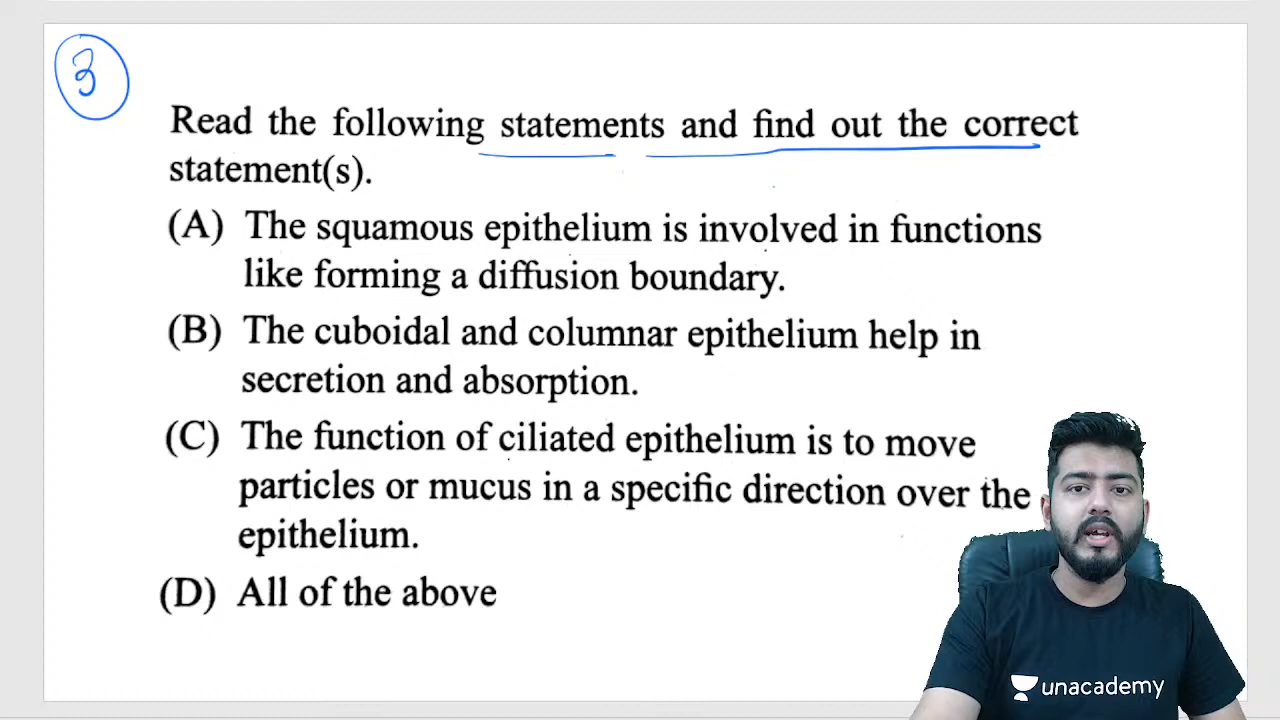 3
Read the following statements and find out the correct
statement(s).
(A) The squamous epithelium is involved in functions
like forming a diffusion boundary.
(B) The cuboidal and columnar epithelium help in
secretion and absorption.
(C) The function of ciliated epithelium is to move
particles or mucus in a specific direction over the
epithelium.
(D) All of the above
unacademy